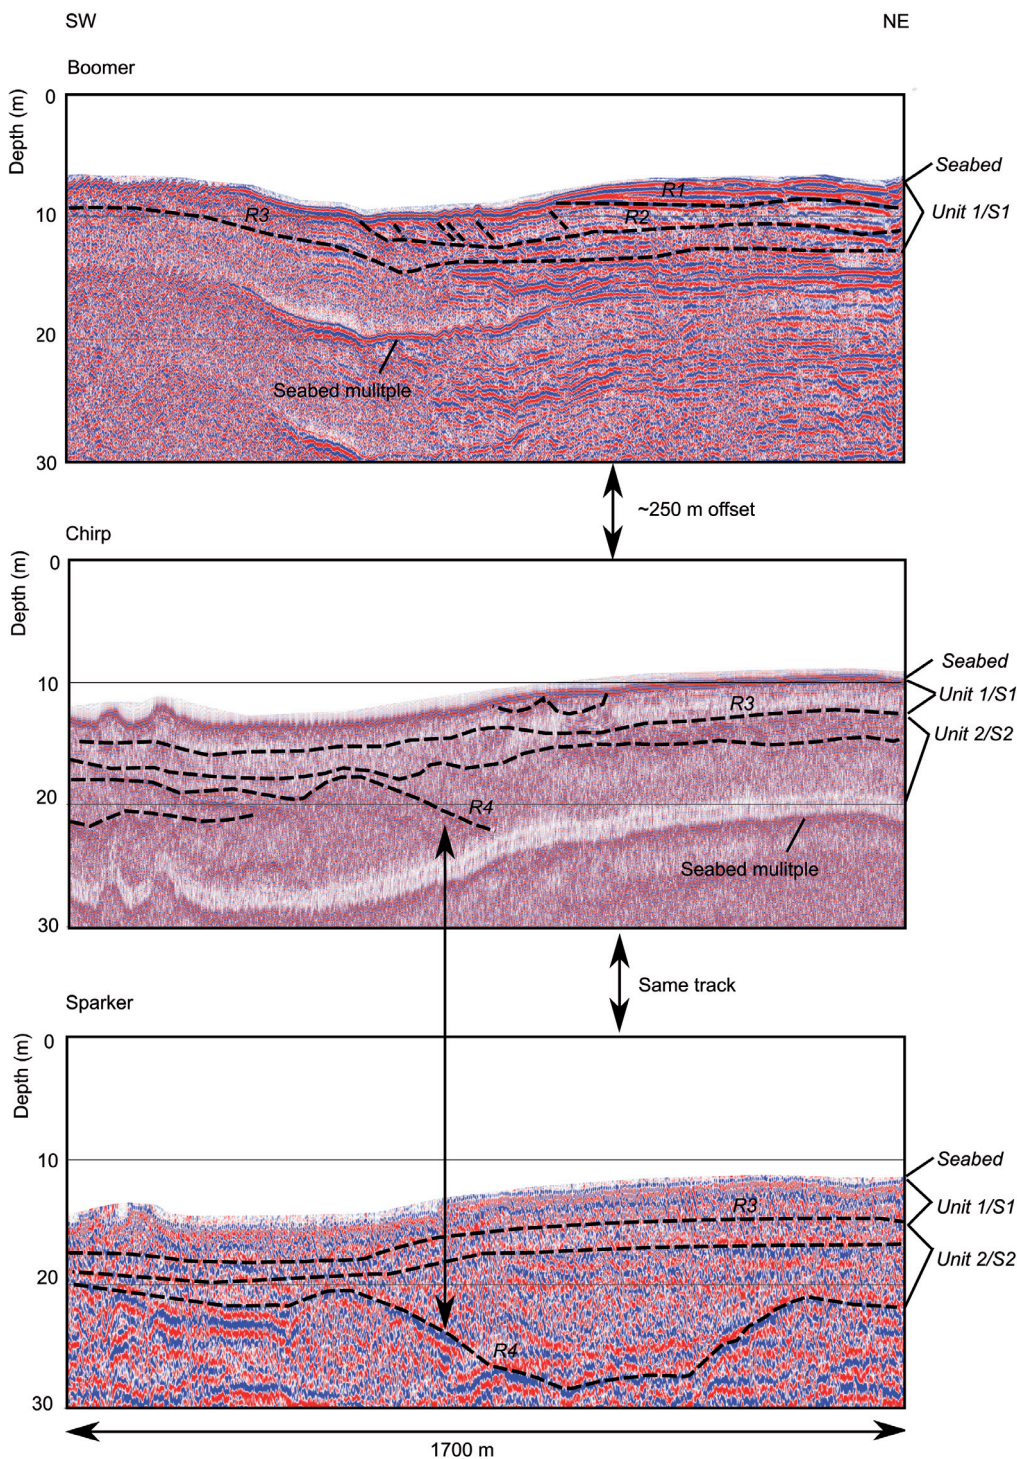 SW
NE
Boomer
Depth (m)
0
10
20
30
R1
R2
R3
Seabed
Unit 1/S1
Seabed mulitple
~250 m offset
Chirp
Depth (m)
0
10
20
30
R3
R4
Seabed
Unit 1/S1
Unit 2/S2
Seabed mulitple
Same track
Sparker
Depth (m)
0
10
20
30
R3
R4
Seabed
Unit 1/S1
Unit 2/S2
1700 m